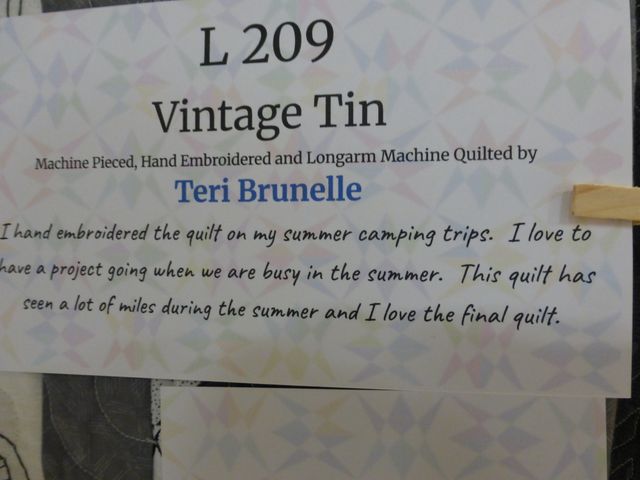 L 209
Vintage Tin
Machine Pieced, Hand Embroidered and Longarm Machine Quilted by
Teri Brunelle
I hand embroidered the quilt on my summer camping trips. I love to
have a project going when we are busy in the summer. This quilt has
seen a lot of miles during the summer and I love the final quilt.